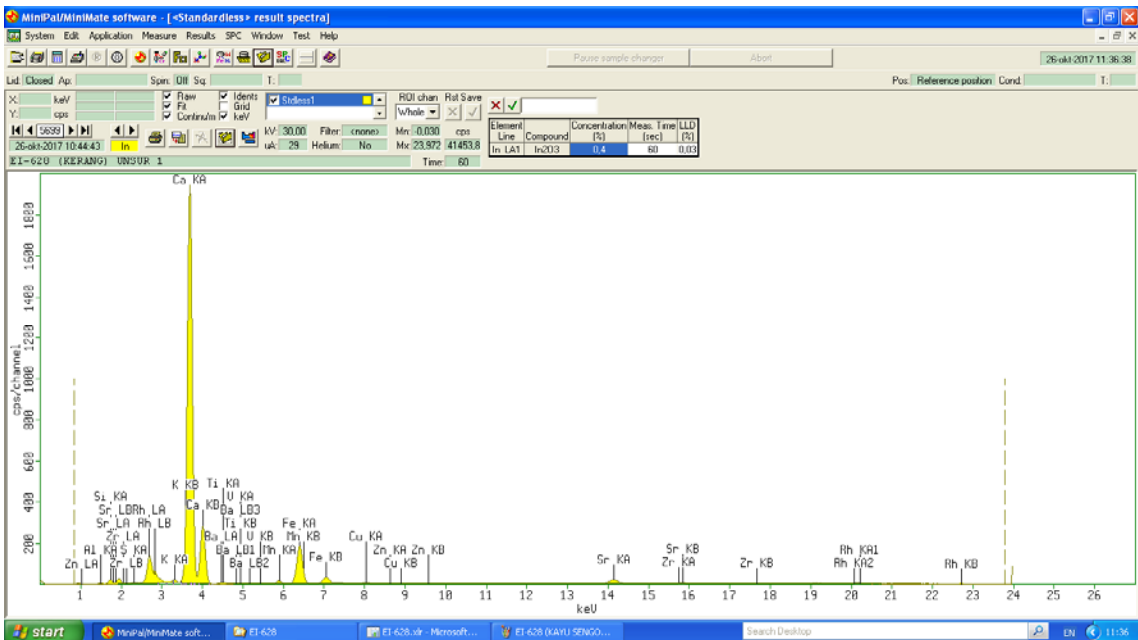 MiniPal/MiniMate software - [<Standardless> result spectra]
System Edit Application Measure Results SPC Window Test Help
Pause sample changer Abort 26-okt-2017 11:36:38
Lid: Closed Ap: Spin: Off Sq: T: Pos: Reference position Cond: T:
X: keV Raw Idents Stdless1 ROI chan Rst Save
Y: cps Fit Grid Whole
Continu/m keV
5699 kV: 30,00 Filter: <none> Mn: -0,030 cps
26-okt-2017 10:44:43 In uA: 29 Helium: No Mx: 23,972 41453,8
EI-628 (KERANG) UNSUR 1 Time: 60
Element Line Compound Concentration (%) Meas. Time (sec) LLD (%)
In LA1 In2O3 0,4 60 0,03
Ca KA
1800
1600
1400
1200
1000
800
600
400
200
cps/channel
K KB Ti KA
Si KA U KA
Sr LB Rh LA Ca KB Ba LB3
Sr LA Rh LB Ti KB Fe KA
Zr LA Ba LA U KB Mn KB Cu KA
Al KA S KA Ba LB1 Mn KA Zn KA Zn KB Sr KB Rh KA1
Zn LA Zr LB K KA Ba LB2 Fe KB Cu KB Sr KA Zr KA Zr KB Rh KA2 Rh KB
1 2 3 4 5 6 7 8 9 10 11 12 13 14 15 16 17 18 19 20 21 22 23 24 25 26
keV
start MiniPal/MiniMate soft... EI-628 EI-628.xlr - Microsoft... EI-628 (KAYU SENGO... Search Desktop EN 11:36